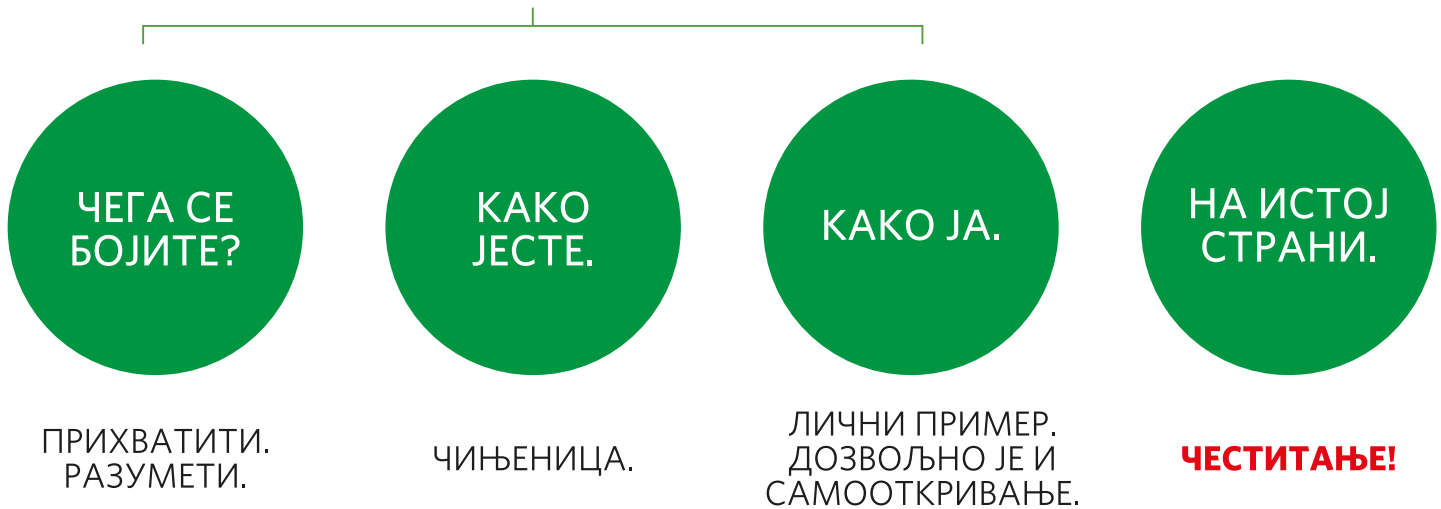 ЧЕГА СЕ
БОЈИТЕ?
КАКО
ЈЕСТЕ.
КАКО ЈА.
НА ИСТОЈ
СТРАНИ.
ПРИХВАТИТИ.
РАЗУМЕТИ.
ЧИЊЕНИЦА.
ЛИЧНИ ПРИМЕР.
ДОЗВОЉНО ЈЕ И
САМООТКРИВАЊЕ.
ЧЕСТИТАЊЕ!